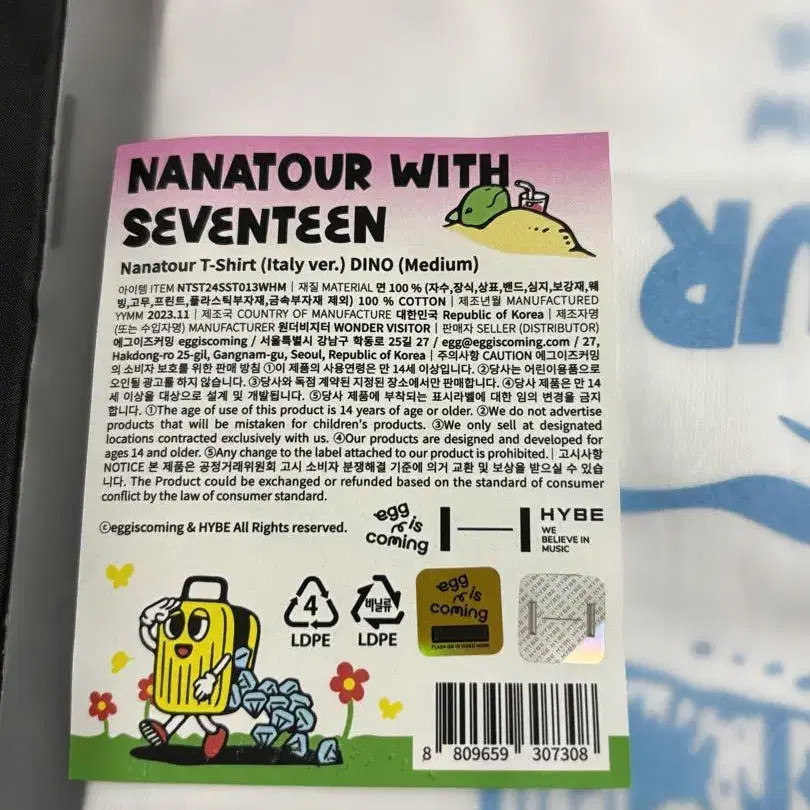 NANATOUR WITH
SEVENTEEN
Nanatour T-Shirt (Italy ver.) DINO (Medium)
아이템 ITEM NTST24SST013WHM | 재질 MATERIAL 면 100 % (자수,장식,상표,밴드,심지,보강재,웨
빙,고무,프린트,플라스틱부자재,금속부자재 제외) 100 % COTTON | 제조년월 MANUFACTURED
YYMM 2023.11 | 제조국 COUNTRY OF MANUFACTURE 대한민국 Republic of Korea | 제조자명
(또는 수입자명) MANUFACTURER 원더비지터 WONDER VISITOR | 판매자 SELLER (DISTRIBUTOR)
에그이즈커밍 eggiscoming / 서울특별시 강남구 학동로 25길 27 / egg@eggiscoming.com / 27,
Hakdong-ro 25-gil, Gangnam-gu, Seoul, Republic of Korea | 주의사항 CAUTION 에그이즈커밍
의 소비자 보호를 위한 판매 방침 ①이 제품의 사용연령은 만 14세 이상입니다. ②당사는 어린이용품으로
오인될 광고를 하지 않습니다. ③당사와 독점 계약된 지정된 장소에서만 판매합니다. ④당사 제품은 만 14
세 이상을 대상으로 설계 및 개발됩니다. ⑤당사 제품에 부착되는 표시라벨에 대한 임의 변경을 금지
합니다. ①The age of use of this product is 14 years of age or older. ②We do not advertise
products that will be mistaken for children's products. ③We only sell at designated
locations contracted exclusively with us. ④Our products are designed and developed for
ages 14 and older. ⑤Any change to the label attached to our product is prohibited. | 고시사항
NOTICE 본 제품은 공정거래위원회 고시 소비자 분쟁해결 기준에 의거 교환 및 보상을 받으실 수 있습니
다. The Product could be exchanged or refunded based on the standard of consumer
conflict by the law of consumer standard.
ⓒeggiscoming & HYBE All Rights reserved.
egg is coming
HYBE
WE
BELIEVE IN
MUSIC
4
LDPE
비닐류
LDPE
egg is coming
FLASH ON IN VIDEO MODE
HYBE
8 809659 307308
UR